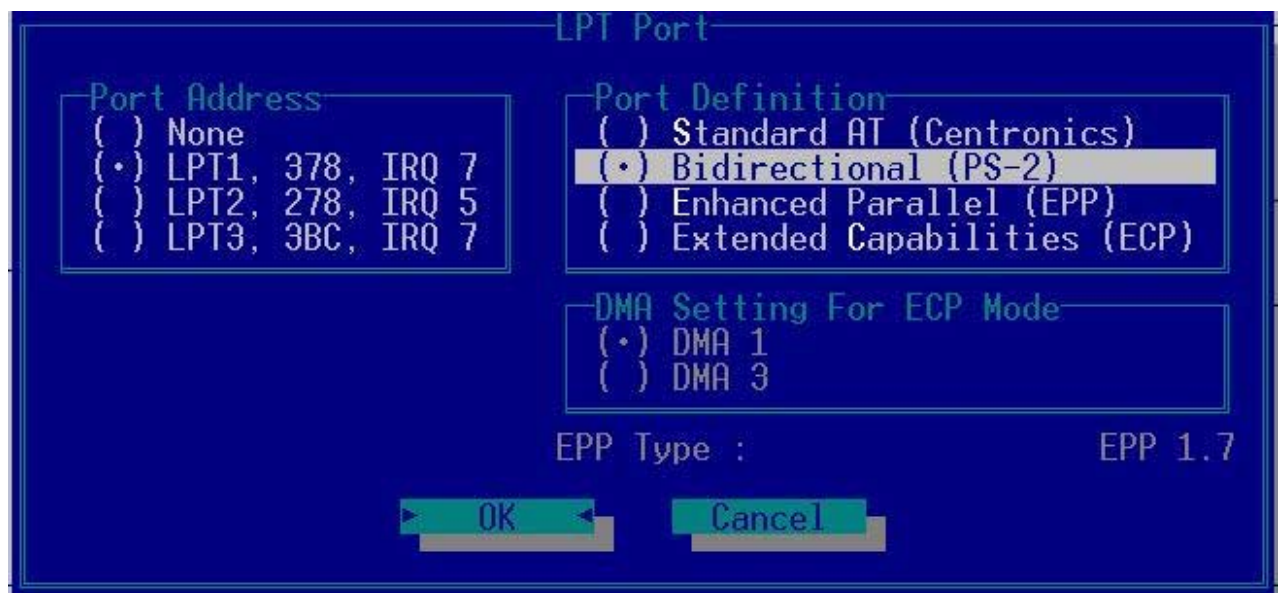 LPT Port
Port Address
( ) None
(•) LPT1, 378, IRQ 7
( ) LPT2, 278, IRQ 5
( ) LPT3, 3BC, IRQ 7
Port Definition
( ) Standard AT (Centronics)
(•) Bidirectional (PS-2)
( ) Enhanced Parallel (EPP)
( ) Extended Capabilities (ECP)
DMA Setting For ECP Mode
(•) DMA 1
( ) DMA 3
EPP Type : EPP 1.7
► OK ◄
Cancel